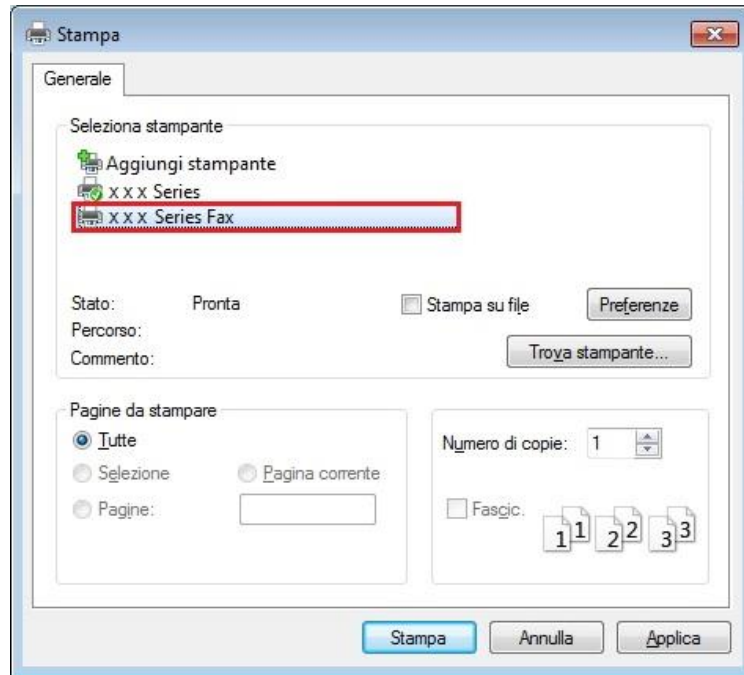 Stampa
Generale
Seleziona stampante
Aggiungi stampante
x x x Series
x x x Series Fax
Stato: Pronta
Stampa su file
Preferenze
Percorso:
Commento:
Trova stampante...
Pagine da stampare
Tutte
Selezione
Pagina corrente
Pagine:
Numero di copie: 1
Fascic.
1 1 2 2 3 3
Stampa
Annulla
Applica